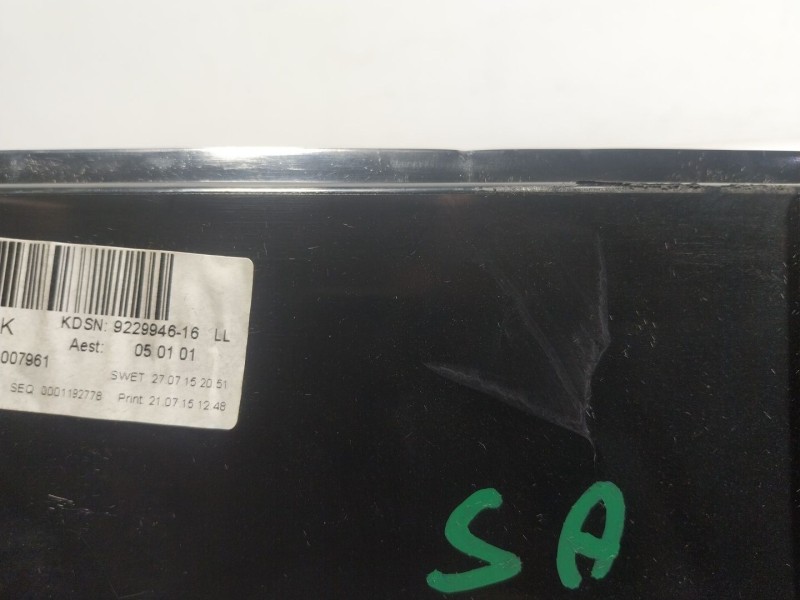 K KDSN: 9229946-16 LL
Aest: 05 01 01
007961
SWET 27.07.15 20:51
SEQ 0001192778 Print 21.07.15 12:48
SA